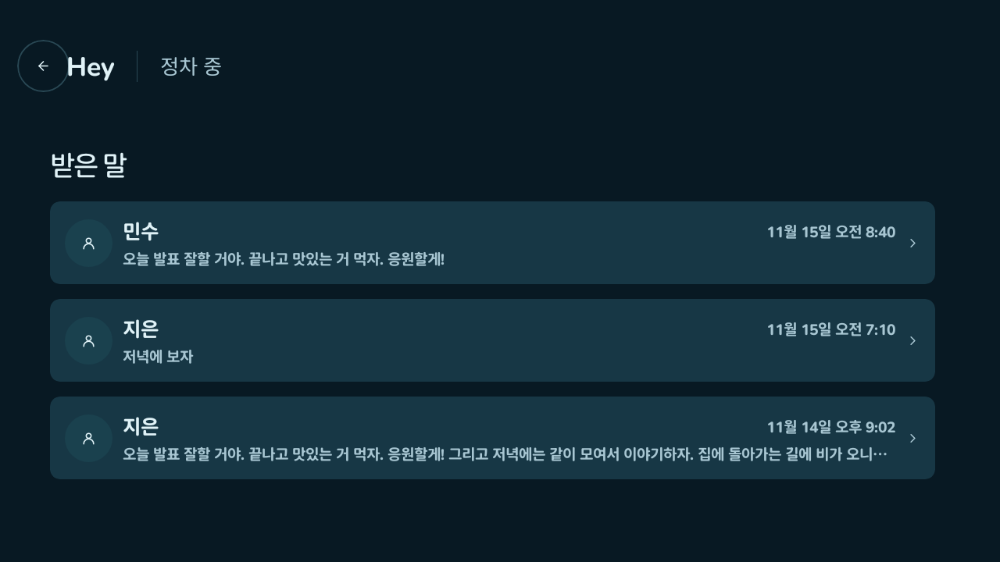 Hey
정차 중
받은 말
민수
11월 15일 오전 8:40
오늘 발표 잘할 거야. 끝나고 맛있는 거 먹자. 응원할게!
지은
11월 15일 오전 7:10
저녁에 보자
지은
11월 14일 오후 9:02
오늘 발표 잘할 거야. 끝나고 맛있는 거 먹자. 응원할게! 그리고 저녁에는 같이 모여서 이야기하자. 집에 돌아가는 길에 비가 오니…